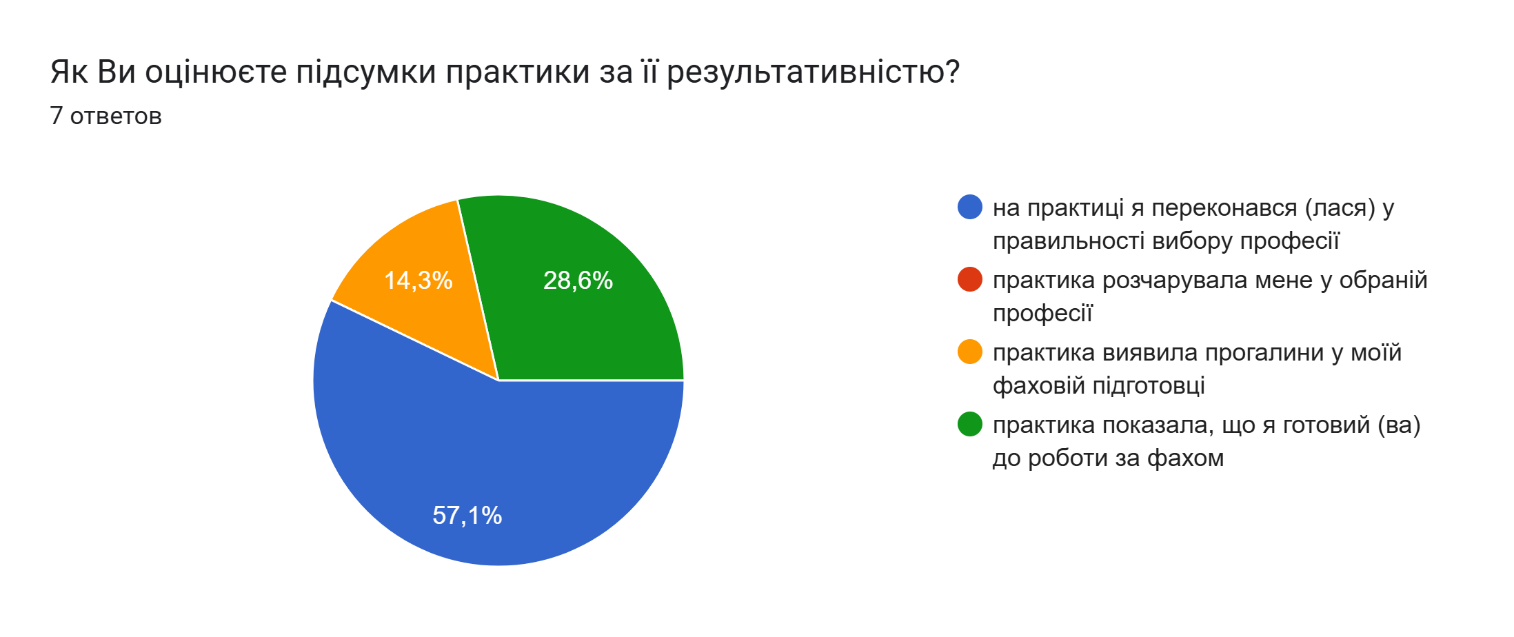 Як Ви оцінюєте підсумки практики за її результативністю?
7 ответов
14,3%
28,6%
57,1%
на практиці я переконався (лася) у
правильності вибору професії
практика розчарувала мене у обраній
професії
практика виявила прогалини у моїй
фаховій підготовці
практика показала, що я готовий (ва)
до роботи за фахом